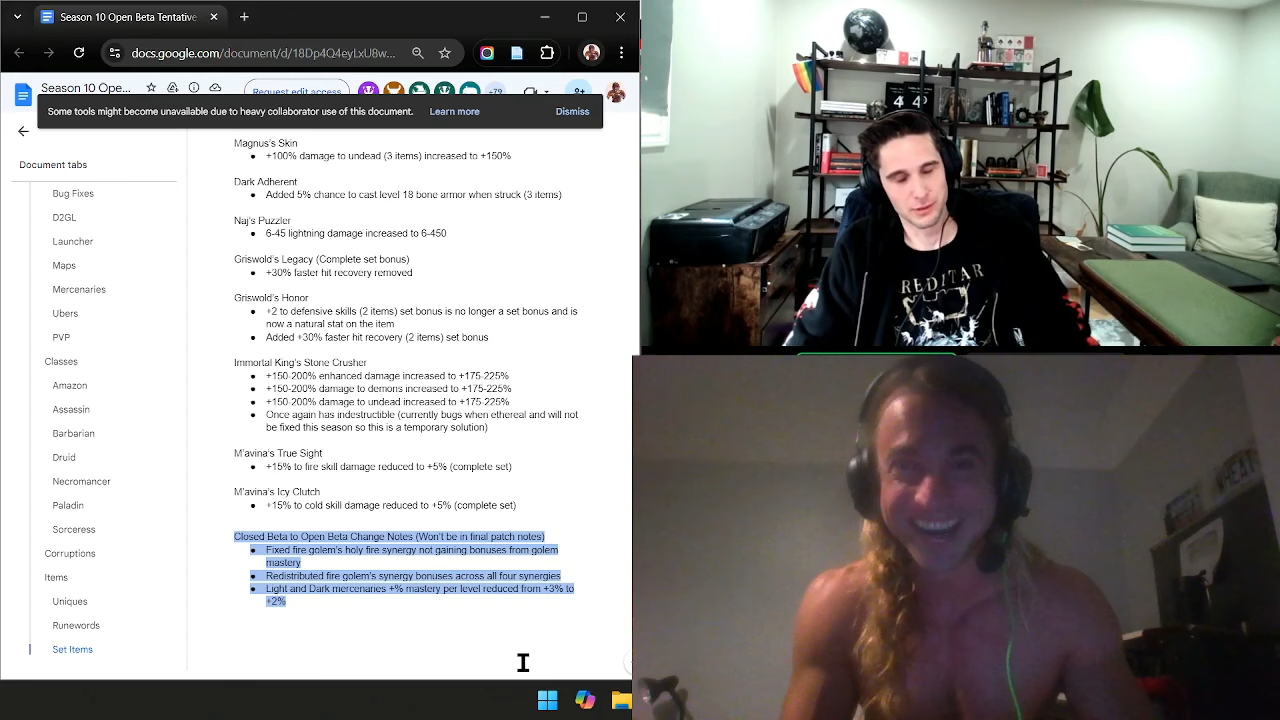 Season 10 Open Beta Tentative
docs.google.com/document/d/18Dp4Q4eyLxU8w...
Season 10 Ope...
Request edit access
Some tools might become unavailable due to heavy collaborator use of this document.
Learn more
Dismiss
Document tabs
Bug Fixes
D2GL
Launcher
Maps
Mercenaries
Ubers
PVP
Classes
Amazon
Assassin
Barbarian
Druid
Necromancer
Paladin
Sorceress
Corruptions
Items
Uniques
Runewords
Set Items
Magnus's Skin
+100% damage to undead (3 items) increased to +150%
Dark Adherent
Added 5% chance to cast level 18 bone armor when struck (3 items)
Naj's Puzzler
6-45 lightning damage increased to 6-450
Griswold's Legacy (Complete set bonus)
+30% faster hit recovery removed
Griswold's Honor
+2 to defensive skills (2 items) set bonus is no longer a set bonus and is
now a natural stat on the item
Added +30% faster hit recovery (2 items) set bonus
Immortal King's Stone Crusher
+150-200% enhanced damage increased to +175-225%
+150-200% damage to demons increased to +175-225%
+150-200% damage to undead increased to +175-225%
Once again has indestructible (currently bugs when ethereal and will not
be fixed this season so this is a temporary solution)
M'avina's True Sight
+15% to fire skill damage reduced to +5% (complete set)
M'avina's Icy Clutch
+15% to cold skill damage reduced to +5% (complete set)
Closed Beta to Open Beta Change Notes (Won't be in final patch notes)
Fixed fire golem's holy fire synergy not gaining bonuses from golem
mastery
Redistributed fire golem's synergy bonuses across all four synergies
Light and Dark mercenaries +% mastery per level reduced from +3% to
+2%